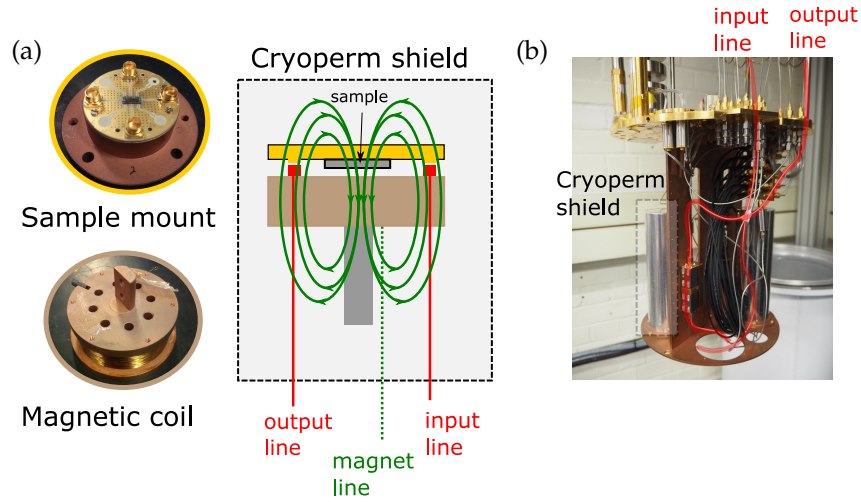 (a)
Sample mount
Magnetic coil
Cryoperm shield
sample
output
line
magnet
line
input
line
(b)
input
line
output
line
Cryoperm
shield